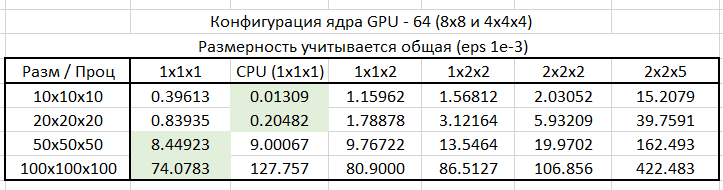 Конфигурация ядра GPU - 64 (8x8 и 4x4x4)
Размерность учитывается общая (eps 1e-3)
Разм / Проц 1x1x1 CPU (1x1x1) 1x1x2 1x2x2 2x2x2 2x2x5
10x10x10 0.39613 0.01309 1.15962 1.56812 2.03052 15.2079
20x20x20 0.83935 0.20482 1.78878 3.12164 5.93209 39.7591
50x50x50 8.44923 9.00067 9.76722 13.5464 19.9702 162.493
100x100x100 74.0783 127.757 80.9000 86.5127 106.856 422.483